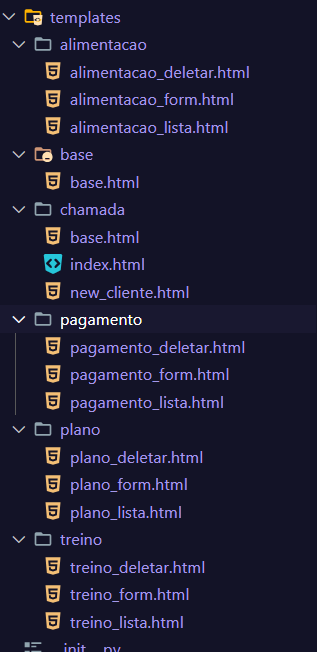 templates
alimentacao
alimentacao_deletar.html
alimentacao_form.html
alimentacao_lista.html
base
base.html
chamada
base.html
index.html
new_cliente.html
pagamento
pagamento_deletar.html
pagamento_form.html
pagamento_lista.html
plano
plano_deletar.html
plano_form.html
plano_lista.html
treino
treino_deletar.html
treino_form.html
treino_lista.html
__init__.py